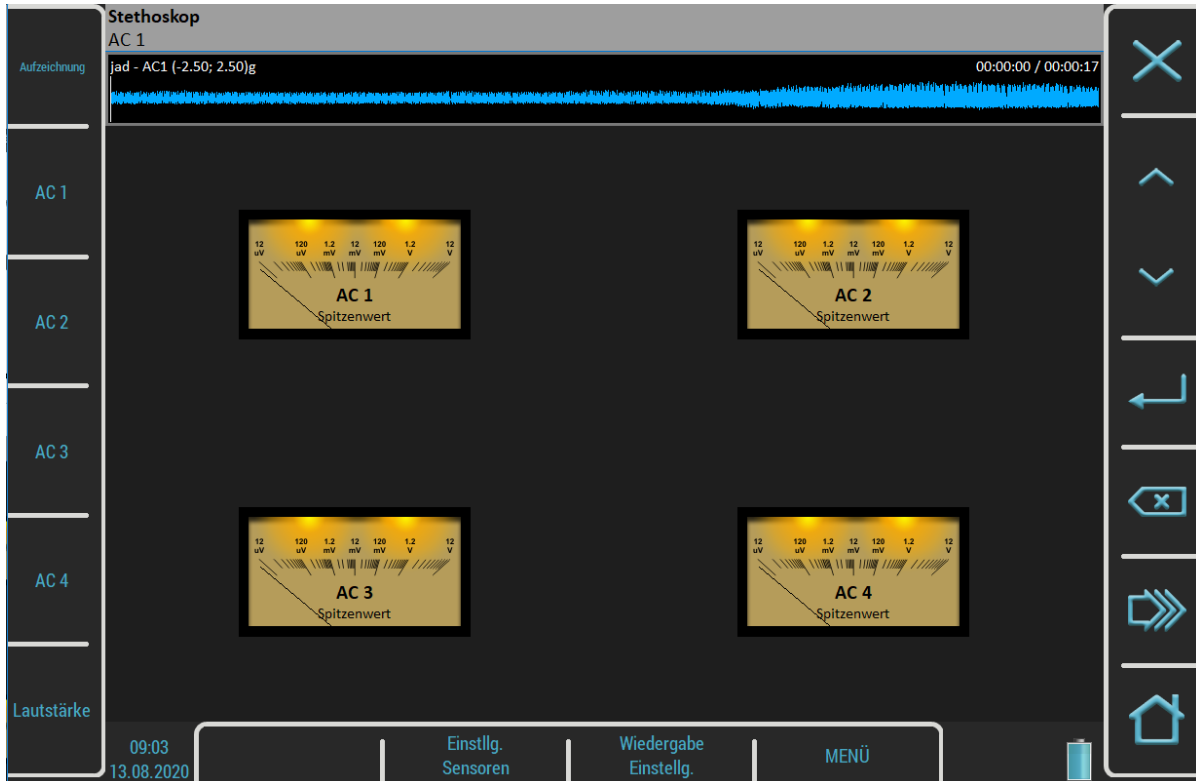 Stethoskop
AC 1
Aufzeichnung
jad - AC1 (-2.50; 2.50)g
00:00:00 / 00:00:17
AC 1
AC 2
AC 3
AC 4
Lautstärke
12 120 1.2 12 120 1.2 12
uV uV mV mV mV V V
AC 1
Spitzenwert
12 120 1.2 12 120 1.2 12
uV uV mV mV mV V V
AC 2
Spitzenwert
12 120 1.2 12 120 1.2 12
uV uV mV mV mV V V
AC 3
Spitzenwert
12 120 1.2 12 120 1.2 12
uV uV mV mV mV V V
AC 4
Spitzenwert
09:03
13.08.2020
Einstllg.
Sensoren
Wiedergabe
Einstellg.
MENÜ